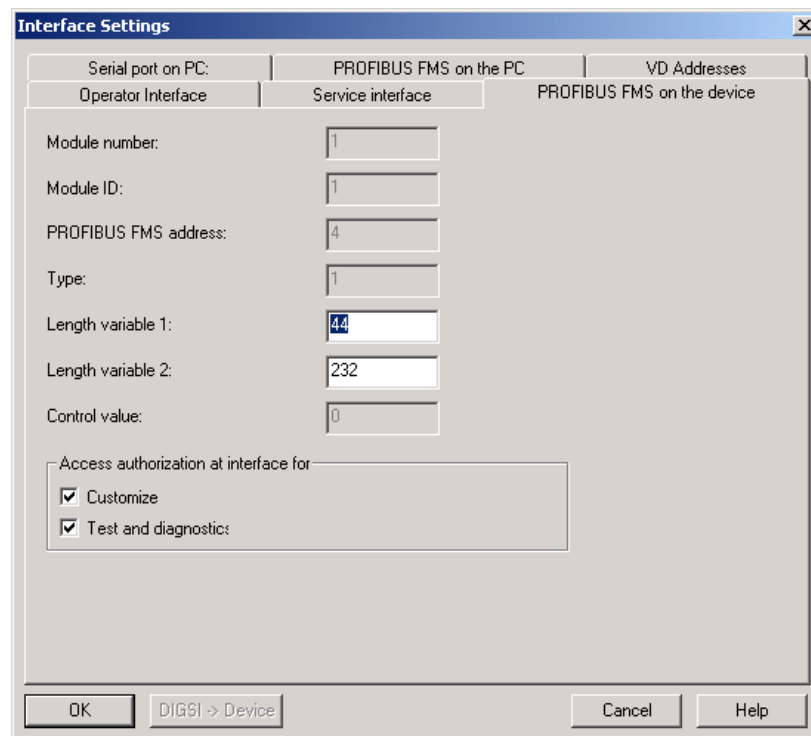 Interface Settings
Serial port on PC: PROFIBUS FMS on the PC VD Addresses
Operator Interface Service interface PROFIBUS FMS on the device
Module number: 1
Module ID: 1
PROFIBUS FMS address: 4
Type: 1
Length variable 1: 44
Length variable 2: 232
Control value: 0
Access authorization at interface for
Customize
Test and diagnostics
OK DIGSI -> Device Cancel Help